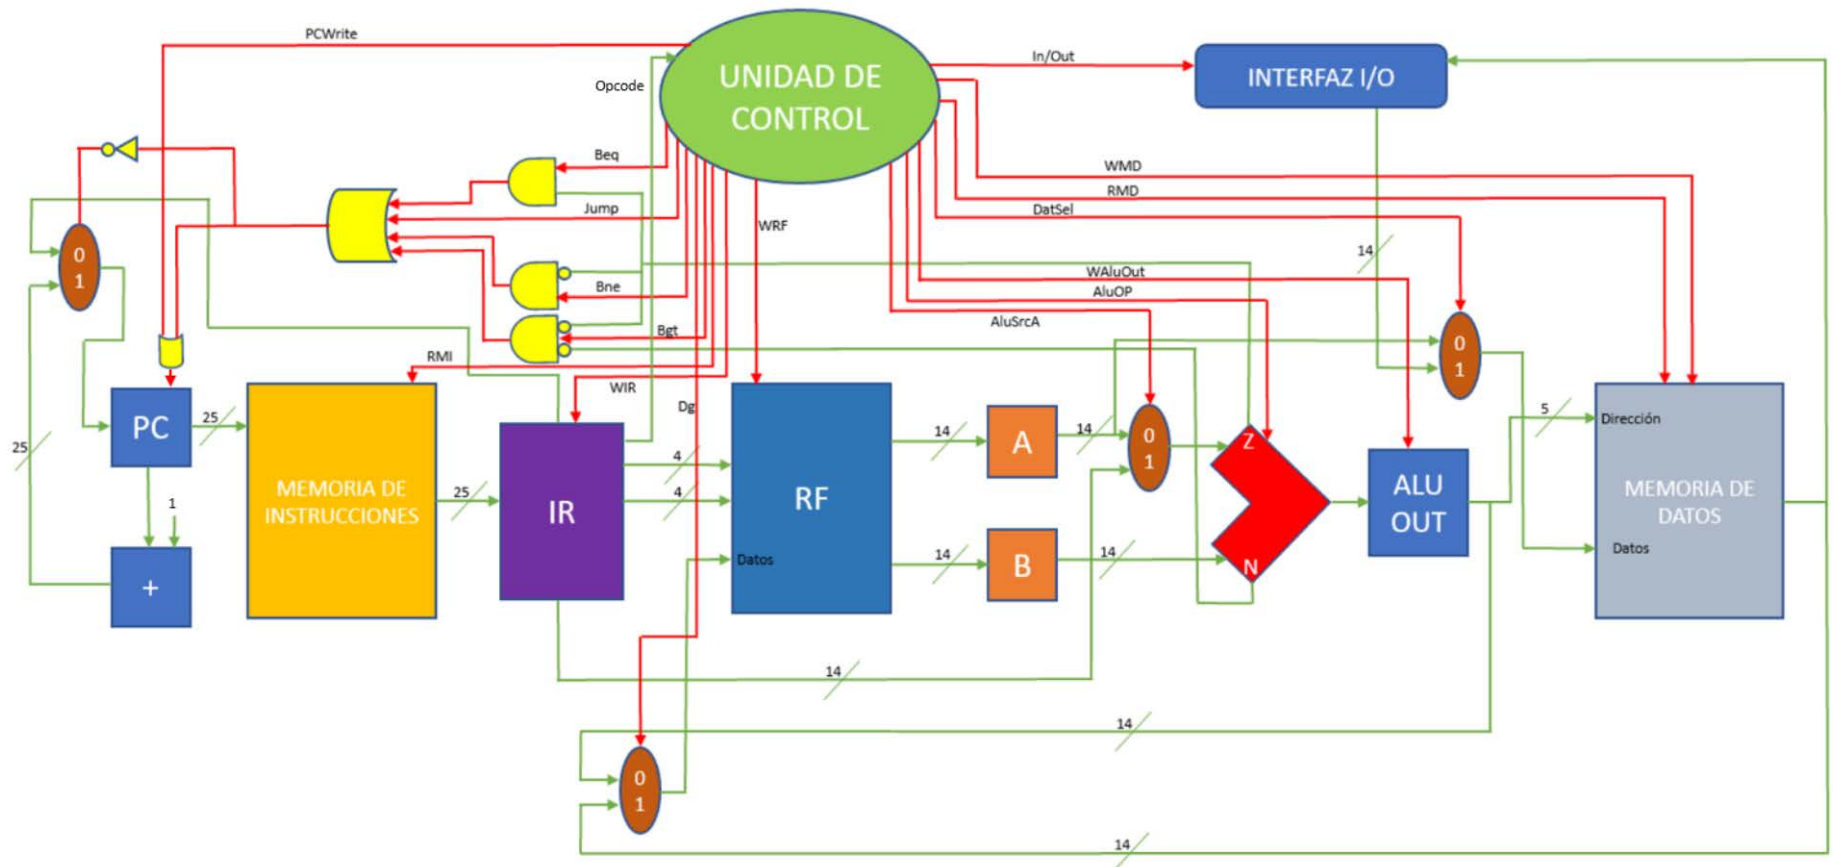 PCWrite
UNIDAD DE
CONTROL
In/Out
INTERFAZ I/O
Opcode
Beq
WMD
RMD
Jump
DatSel
WRF
0
1
14
WAluOut
Bne
AluOP
AluSrcA
Bgt
0
1
RMI
WIR
Dg
PC
25
25
14
A
14
0
1
Z
5
Dirección
4
MEMORIA DE
INSTRUCCIONES
25
IR
4
RF
ALU
OUT
MEMORIA DE
DATOS
1
Datos
14
B
14
N
Datos
+
14
14
0
1
14